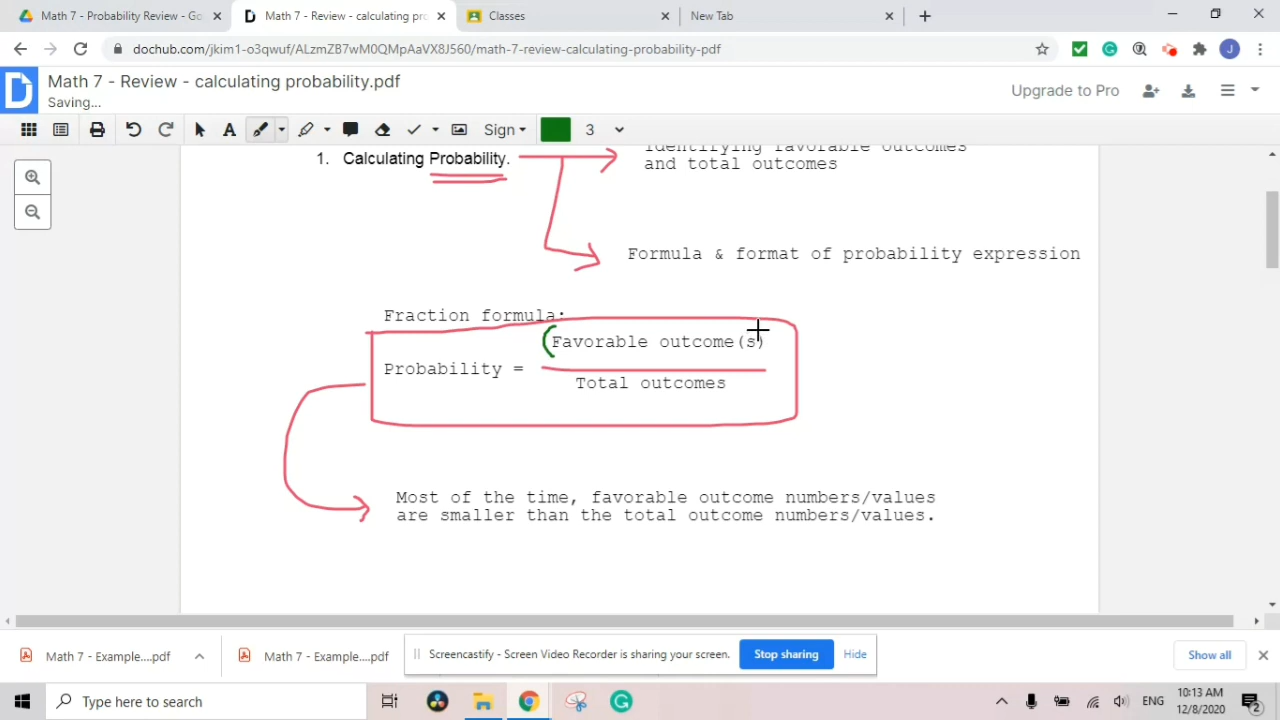 Math 7 - Probability Review - Go
Math 7 - Review - calculating pro
Classes
New Tab
dochub.com/jkim1-o3qwuf/ALzmZB7wM0QMpAaVX8J560/math-7-review-calculating-probability-pdf
J
Math 7 - Review - calculating probability.pdf
Saving...
Upgrade to Pro
A
Sign
3
Identifying favorable outcomes
1. Calculating Probability.
and total outcomes
Formula & format of probability expression
Fraction formula:
Favorable outcome(s)
Probability =
Total outcomes
Most of the time, favorable outcome numbers/values
are smaller than the total outcome numbers/values.
Math 7 - Example....pdf
Math 7 - Example....pdf
Screencastify - Screen Video Recorder is sharing your screen.
Stop sharing
Hide
Show all
Type here to search
ENG
10:13 AM
12/8/2020
2